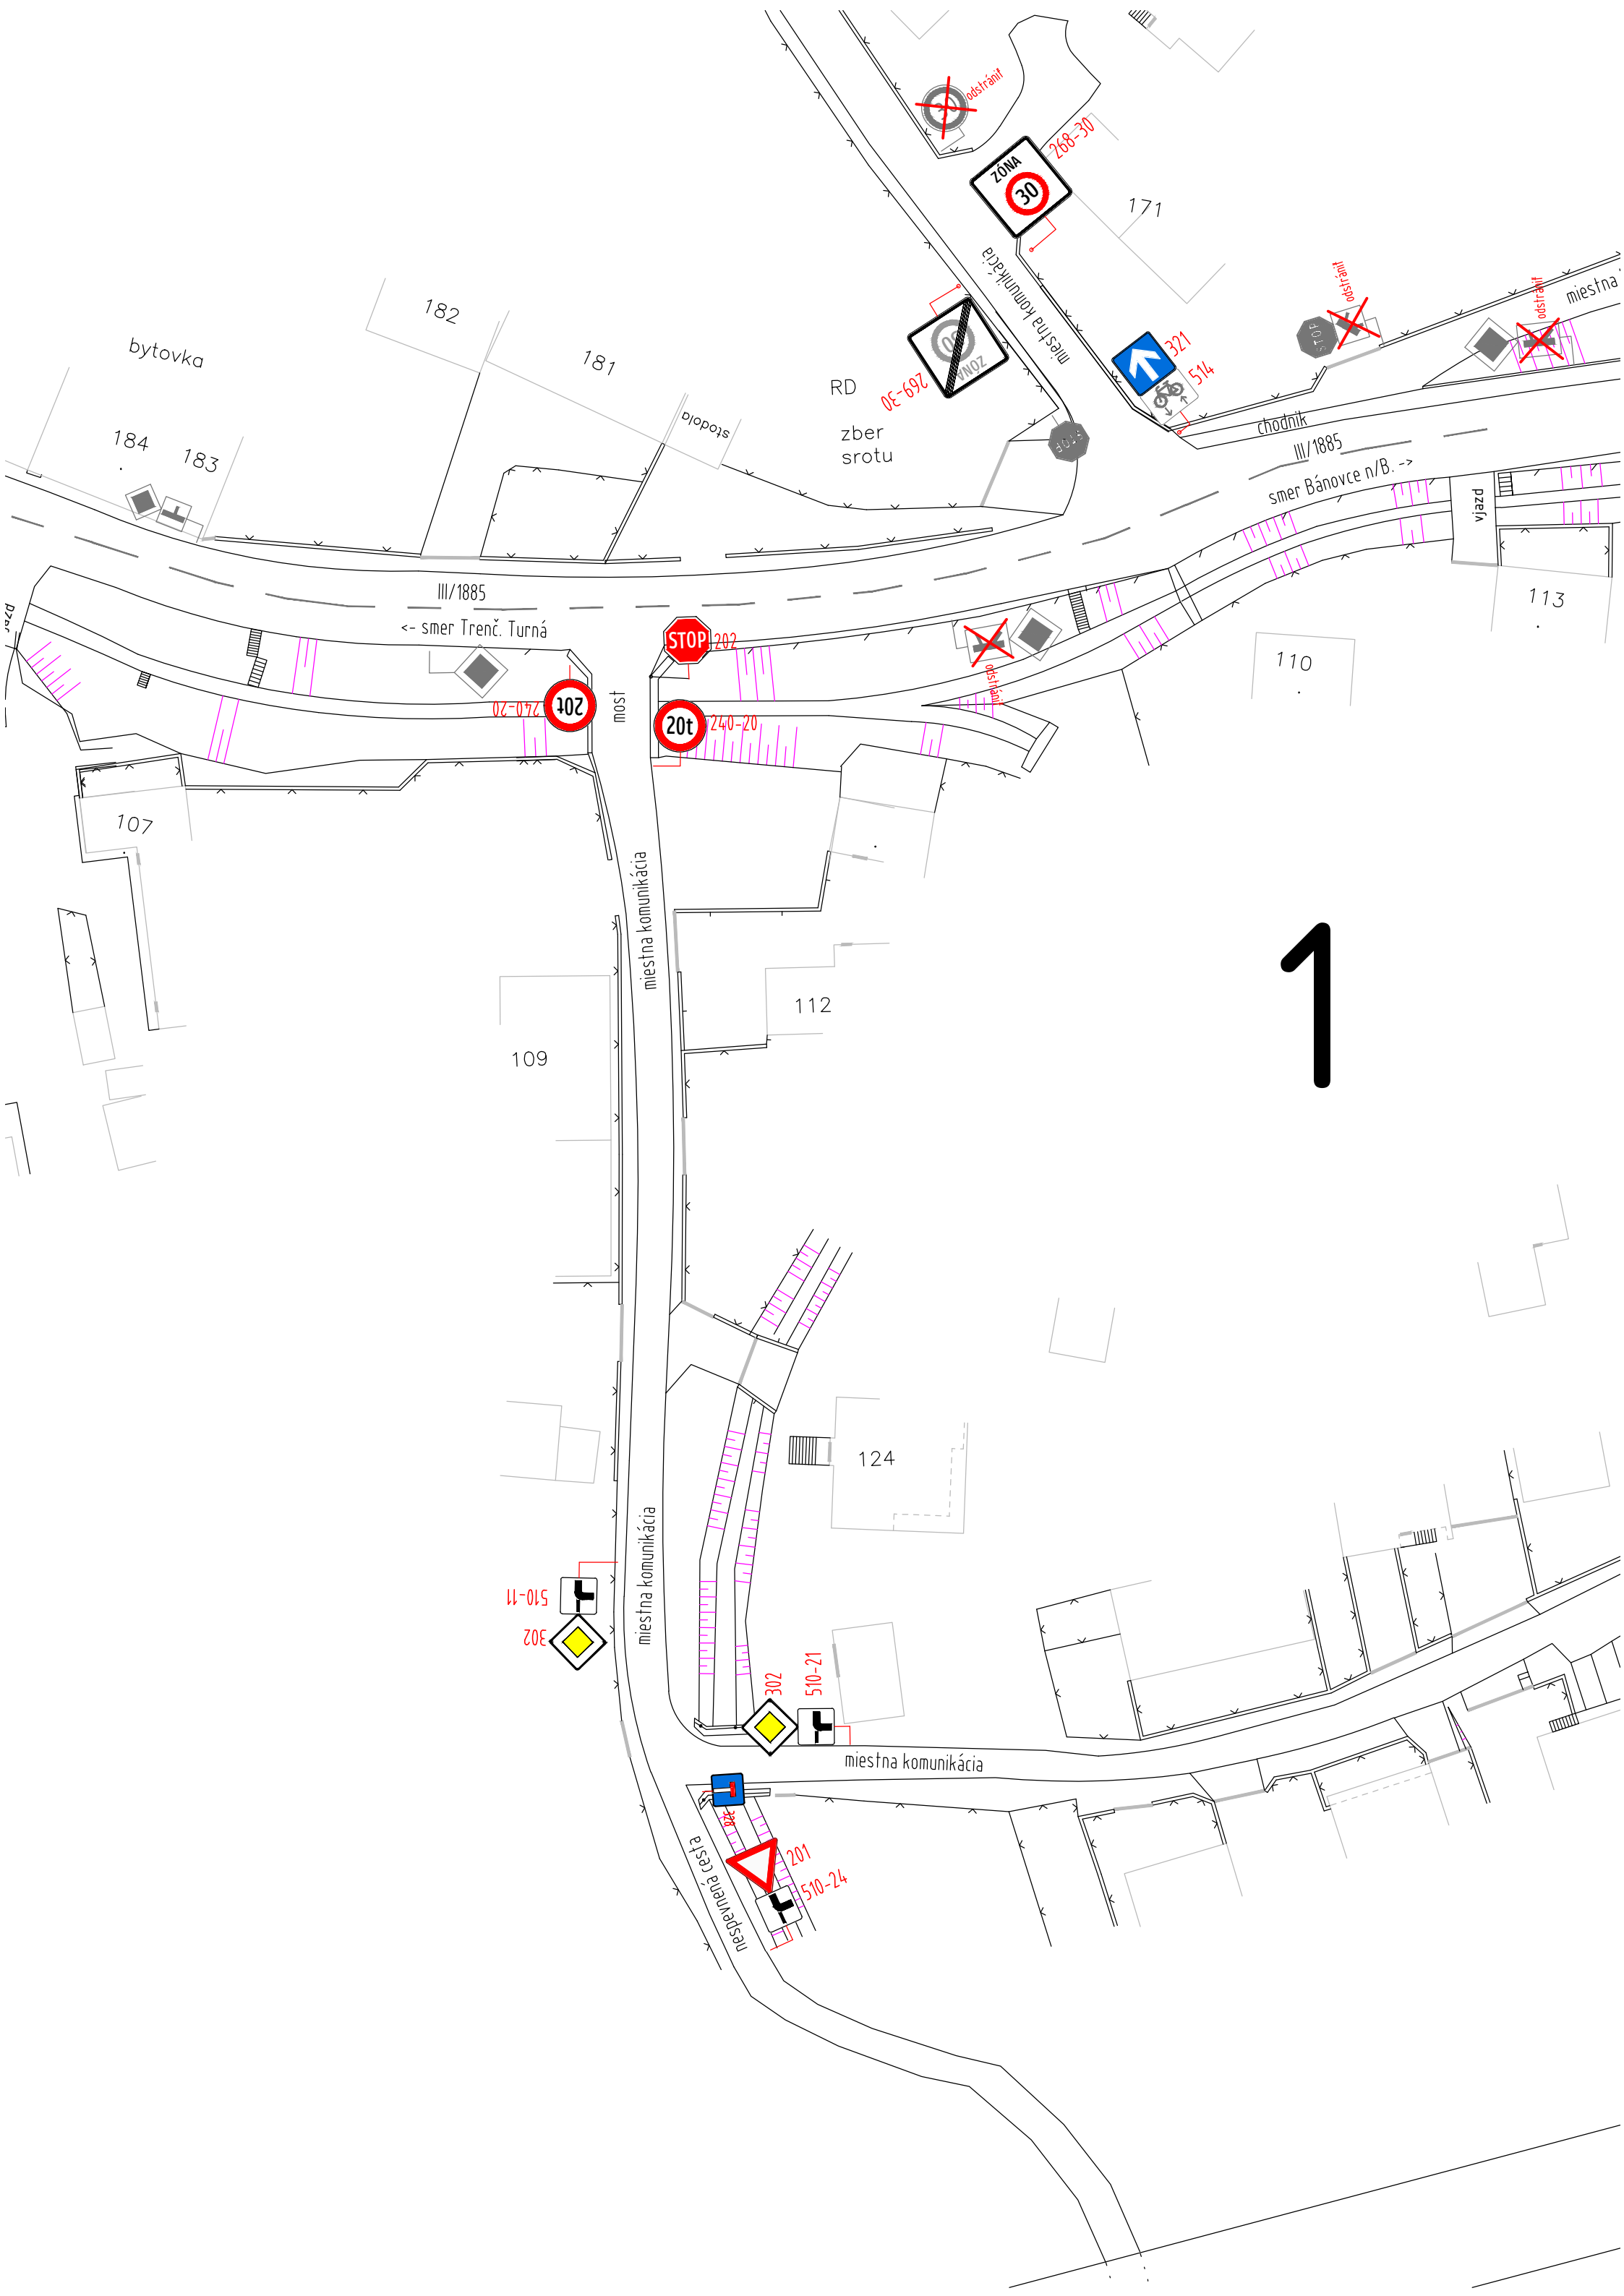 odstrániť
268-30
ZÓNA
30
171
miestna komunikácia
ZÓNA
269-30
321
514
STOP
odstrániť
odstrániť
miestna
182
181
bytovka
184
183
stodola
RD
zber
srotu
STOP
chodník
III/1885
smer Bánovce n/B. ->
vjazd
113
110
III/1885
<- smer Trenč. Turná
STOP
202
most
20t
240-20
20t
240-20
odstrániť
107
miestna komunikácia
112
109
1
124
miestna komunikácia
510-11
302
302
510-21
miestna komunikácia
328
201
510-24
nespevnená cesta